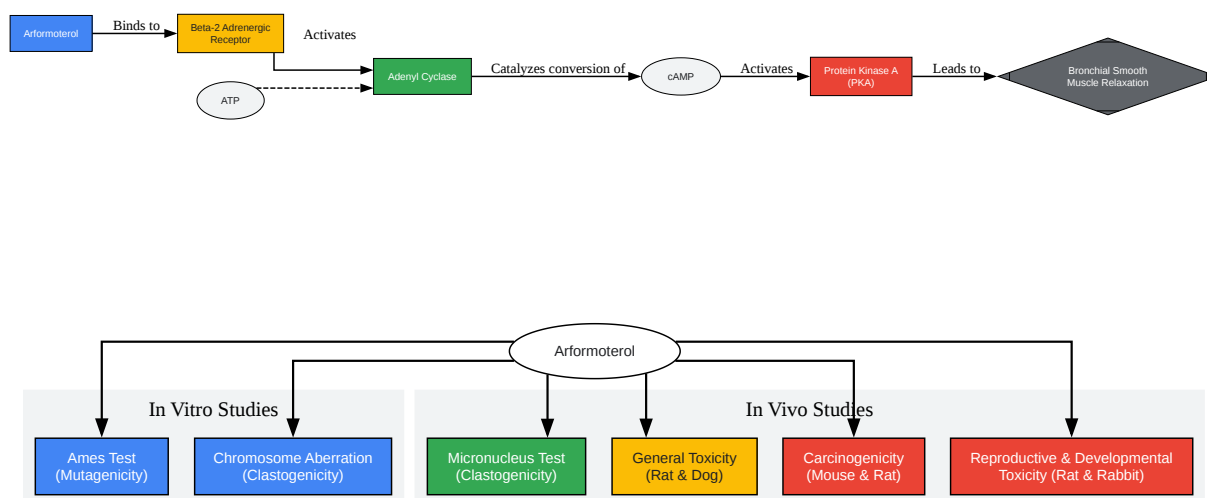 Arformoterol
Binds to
Beta-2 Adrenergic
Receptor
Activates
ATP
Adenyl Cyclase
Catalyzes conversion of
cAMP
Activates
Protein Kinase A
(PKA)
Leads to
Bronchial Smooth
Muscle Relaxation
Arformoterol
In Vitro Studies
Ames Test
(Mutagenicity)
Chromosome Aberration
(Clastogenicity)
In Vivo Studies
Micronucleus Test
(Clastogenicity)
General Toxicity
(Rat & Dog)
Carcinogenicity
(Mouse & Rat)
Reproductive & Developmental
Toxicity (Rat & Rabbit)